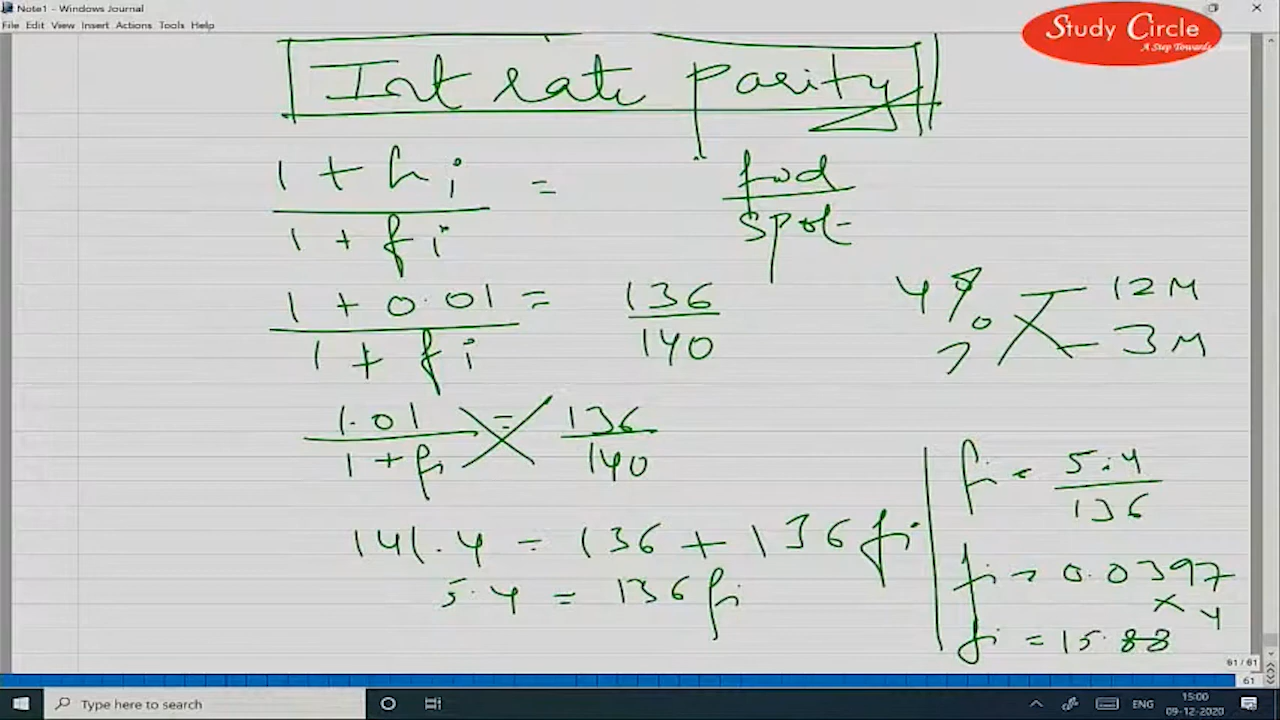 Note1 - Windows Journal
File Edit View Insert Actions Tools Help
Study Circle
A Step Towards
Int rate parity
1 + hi / 1 + fi = fwd / spot
1 + 0.01 / 1 + fi = 136 / 140
4% 12M
? 3M
1.01 / 1 + fi = 136 / 140
141.4 = 136 + 136 fi
5.4 = 136 fi
fi = 5.4 / 136
fi = 0.0397
× 4
fi = 15.88
61 / 61
61
Type here to search
ENG
15:00
09-12-2020